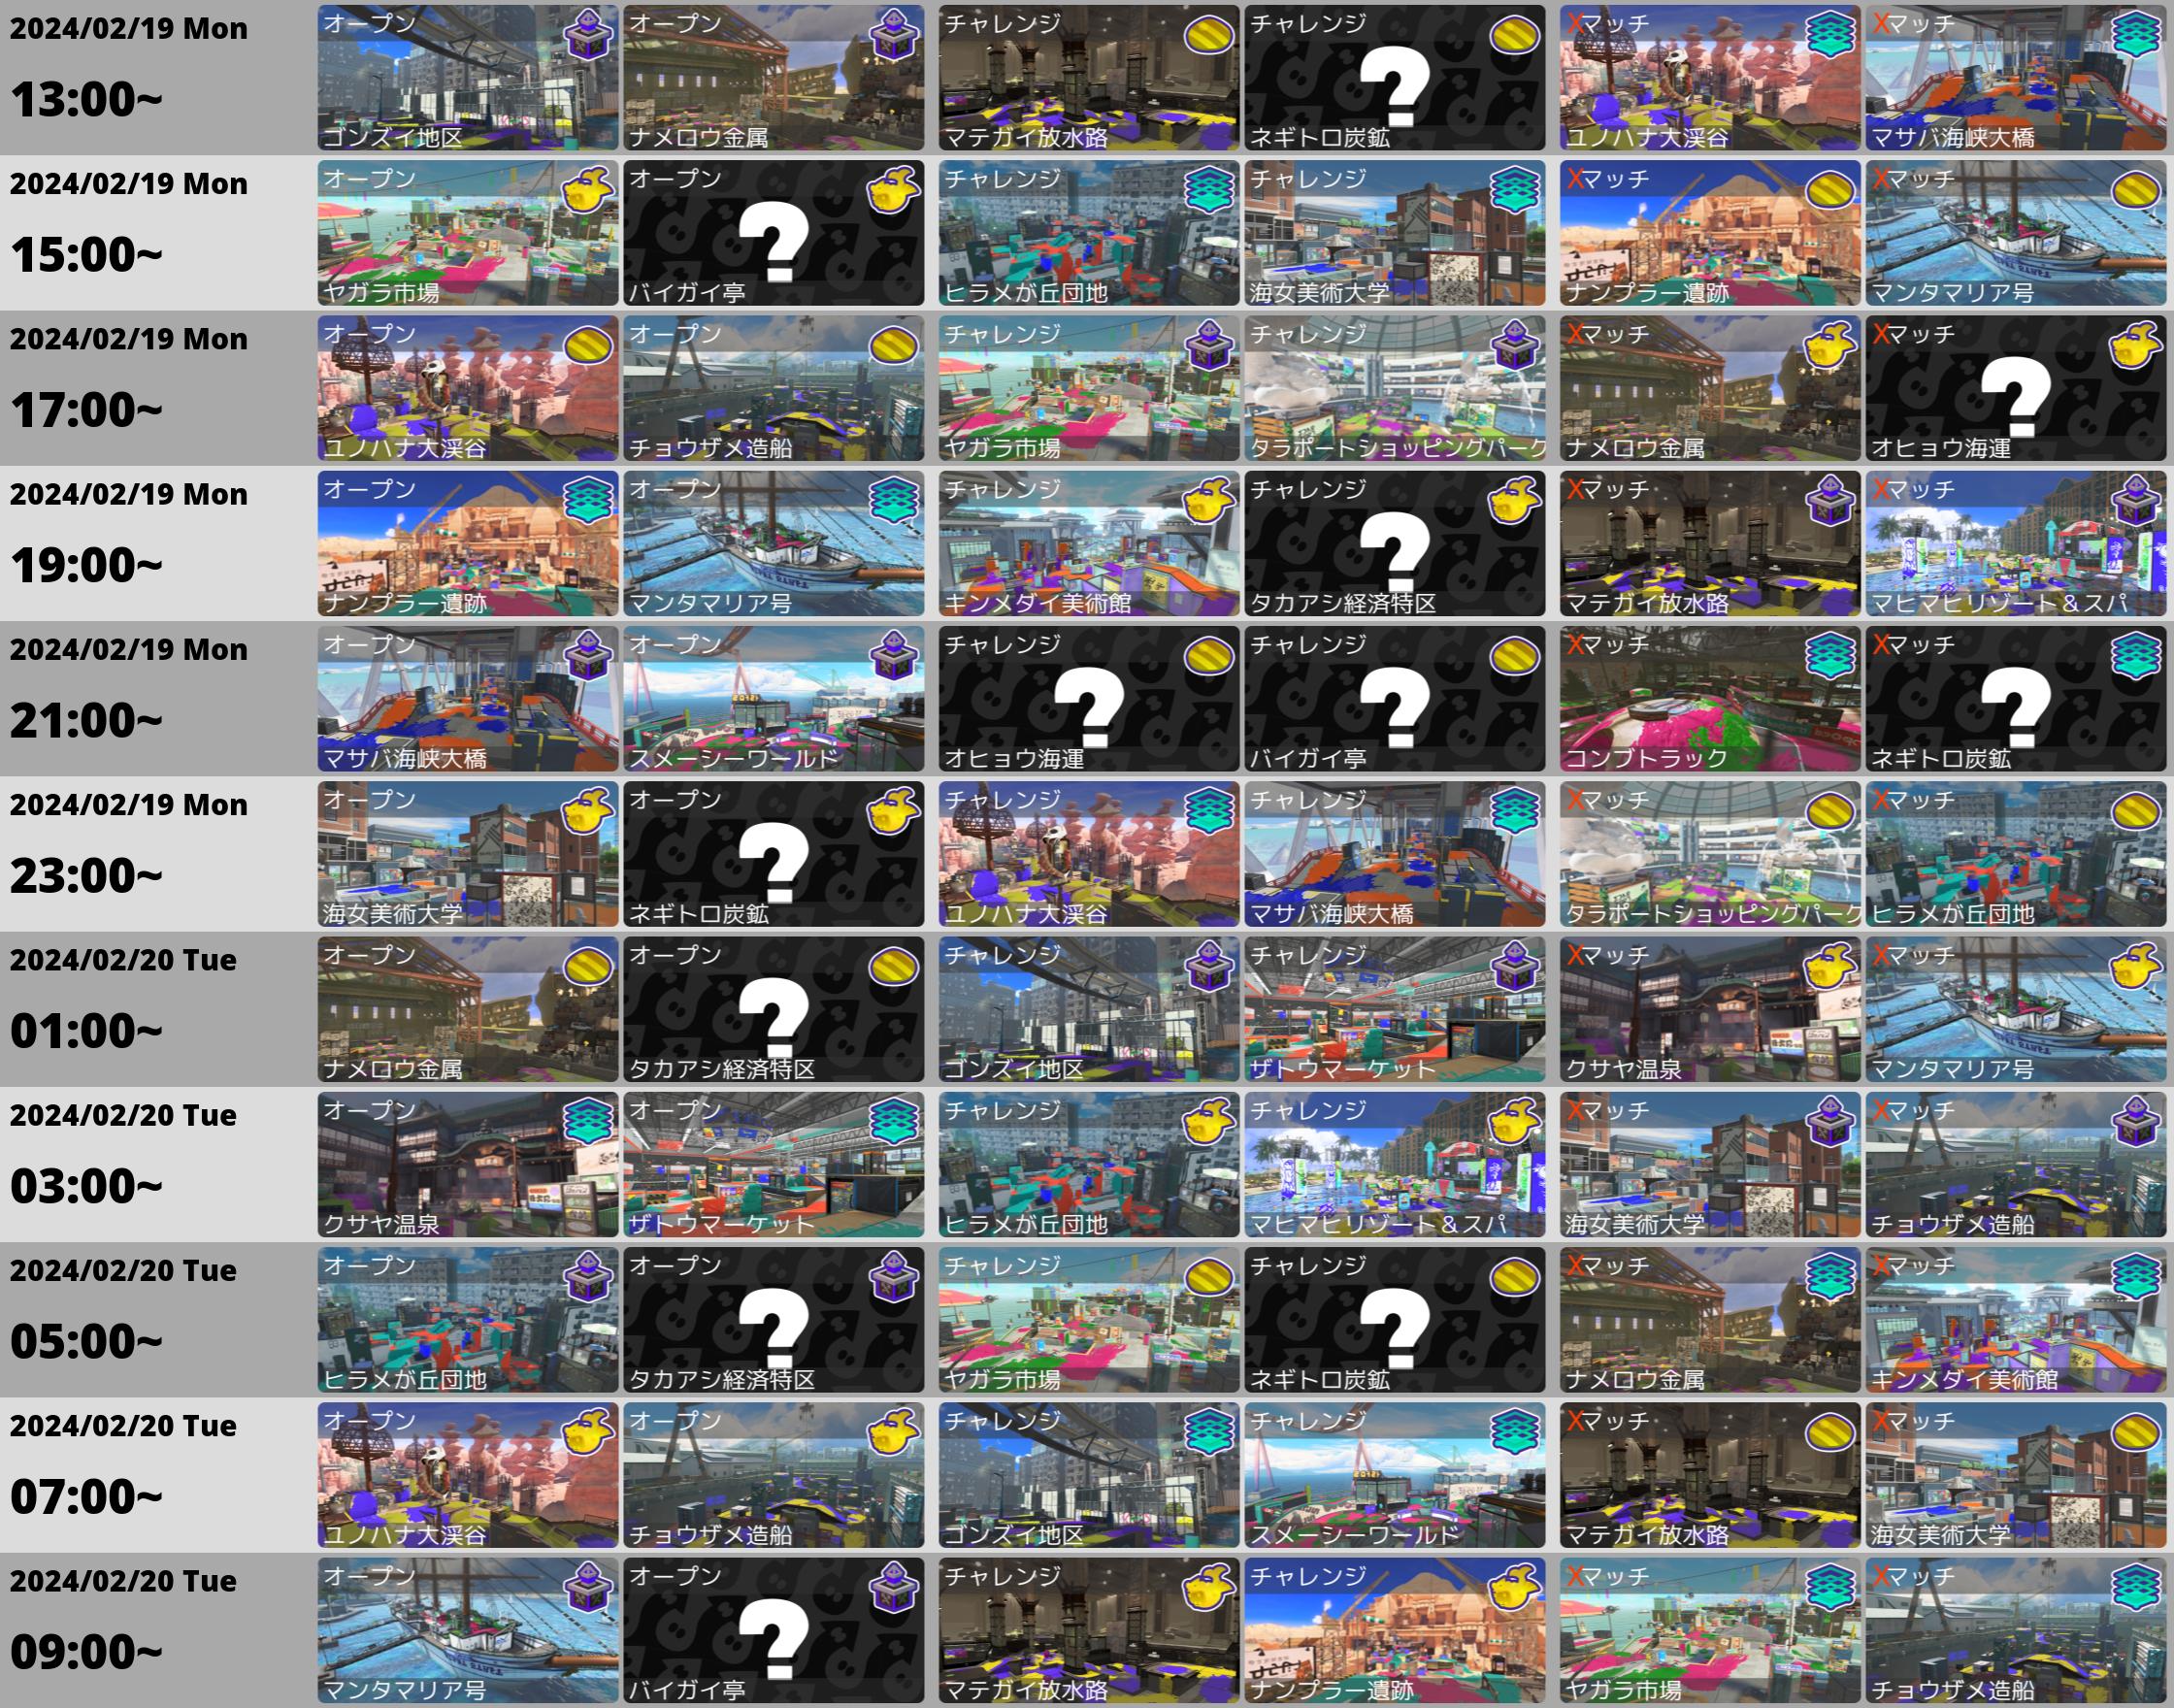 2024/02/19 Mon
13:00~
オープン オープン チャレンジ チャレンジ Xマッチ Xマッチ
ゴンズイ地区 ナメロウ金属 マテガイ放水路 ネギトロ炭鉱 ユノハナ大渓谷 マサバ海峡大橋
2024/02/19 Mon
15:00~
オープン オープン チャレンジ チャレンジ Xマッチ Xマッチ
ヤガラ市場 バイガイ亭 ヒラメが丘団地 海女美術大学 ナンプラー遺跡 マンタマリア号
2024/02/19 Mon
17:00~
オープン オープン チャレンジ チャレンジ Xマッチ Xマッチ
ユノハナ大渓谷 チョウザメ造船 ヤガラ市場 タラポートショッピングパーク ナメロウ金属 オヒョウ海運
2024/02/19 Mon
19:00~
オープン オープン チャレンジ チャレンジ Xマッチ Xマッチ
ナンプラー遺跡 マンタマリア号 キンメダイ美術館 タカアシ経済特区 マテガイ放水路 マヒマヒリゾート&スパ
2024/02/19 Mon
21:00~
オープン オープン チャレンジ チャレンジ Xマッチ Xマッチ
マサバ海峡大橋 スメーシーワールド オヒョウ海運 バイガイ亭 コンブトラック ネギトロ炭鉱
2024/02/19 Mon
23:00~
オープン オープン チャレンジ チャレンジ Xマッチ Xマッチ
海女美術大学 ネギトロ炭鉱 ユノハナ大渓谷 マサバ海峡大橋 タラポートショッピングパーク ヒラメが丘団地
2024/02/20 Tue
01:00~
オープン オープン チャレンジ チャレンジ Xマッチ Xマッチ
ナメロウ金属 タカアシ経済特区 ゴンズイ地区 ザトウマーケット クサヤ温泉 マンタマリア号
2024/02/20 Tue
03:00~
オープン オープン チャレンジ チャレンジ Xマッチ Xマッチ
クサヤ温泉 ザトウマーケット ヒラメが丘団地 マヒマヒリゾート&スパ 海女美術大学 チョウザメ造船
2024/02/20 Tue
05:00~
オープン オープン チャレンジ チャレンジ Xマッチ Xマッチ
ヒラメが丘団地 タカアシ経済特区 ヤガラ市場 ネギトロ炭鉱 ナメロウ金属 キンメダイ美術館
2024/02/20 Tue
07:00~
オープン オープン チャレンジ チャレンジ Xマッチ Xマッチ
ユノハナ大渓谷 チョウザメ造船 ゴンズイ地区 スメーシーワールド マテガイ放水路 海女美術大学
2024/02/20 Tue
09:00~
オープン オープン チャレンジ チャレンジ Xマッチ Xマッチ
マンタマリア号 バイガイ亭 マテガイ放水路 ナンプラー遺跡 ヤガラ市場 チョウザメ造船